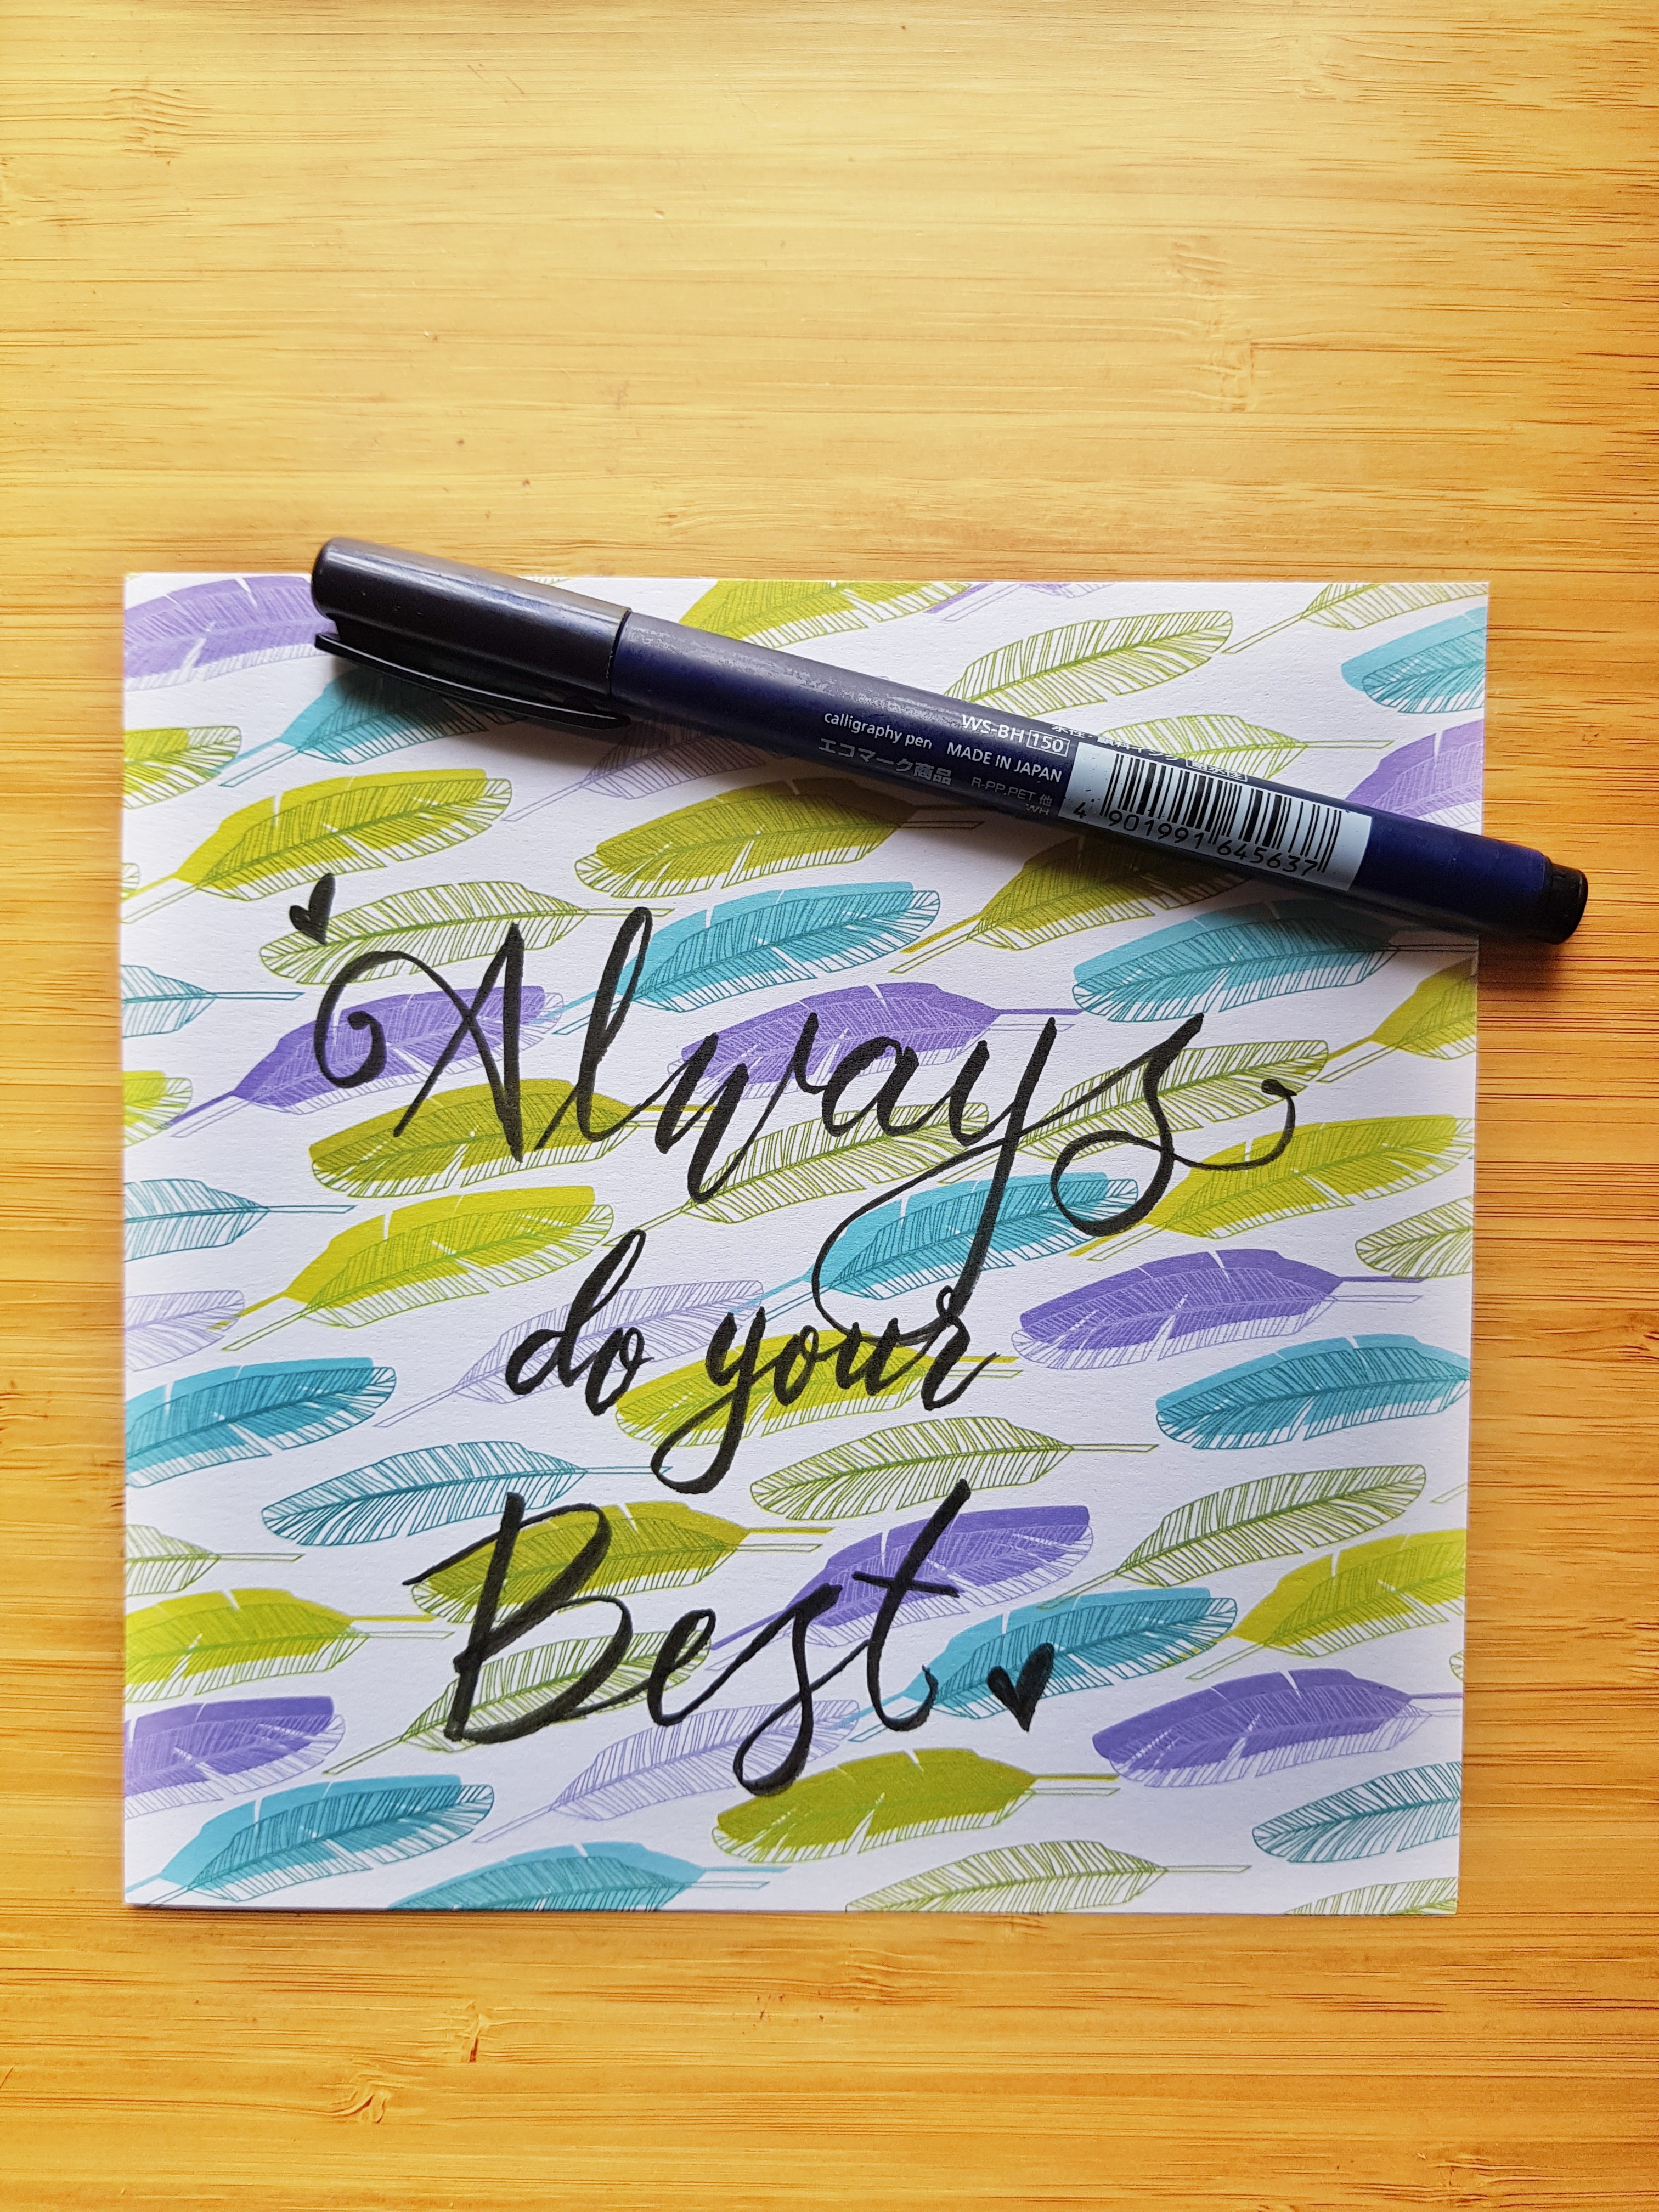 WS-BH 150
calligraphy pen MADE IN JAPAN
エコマーク商品 R-PP.PET 他
WH
4 901991 645637
Always
do your
Best